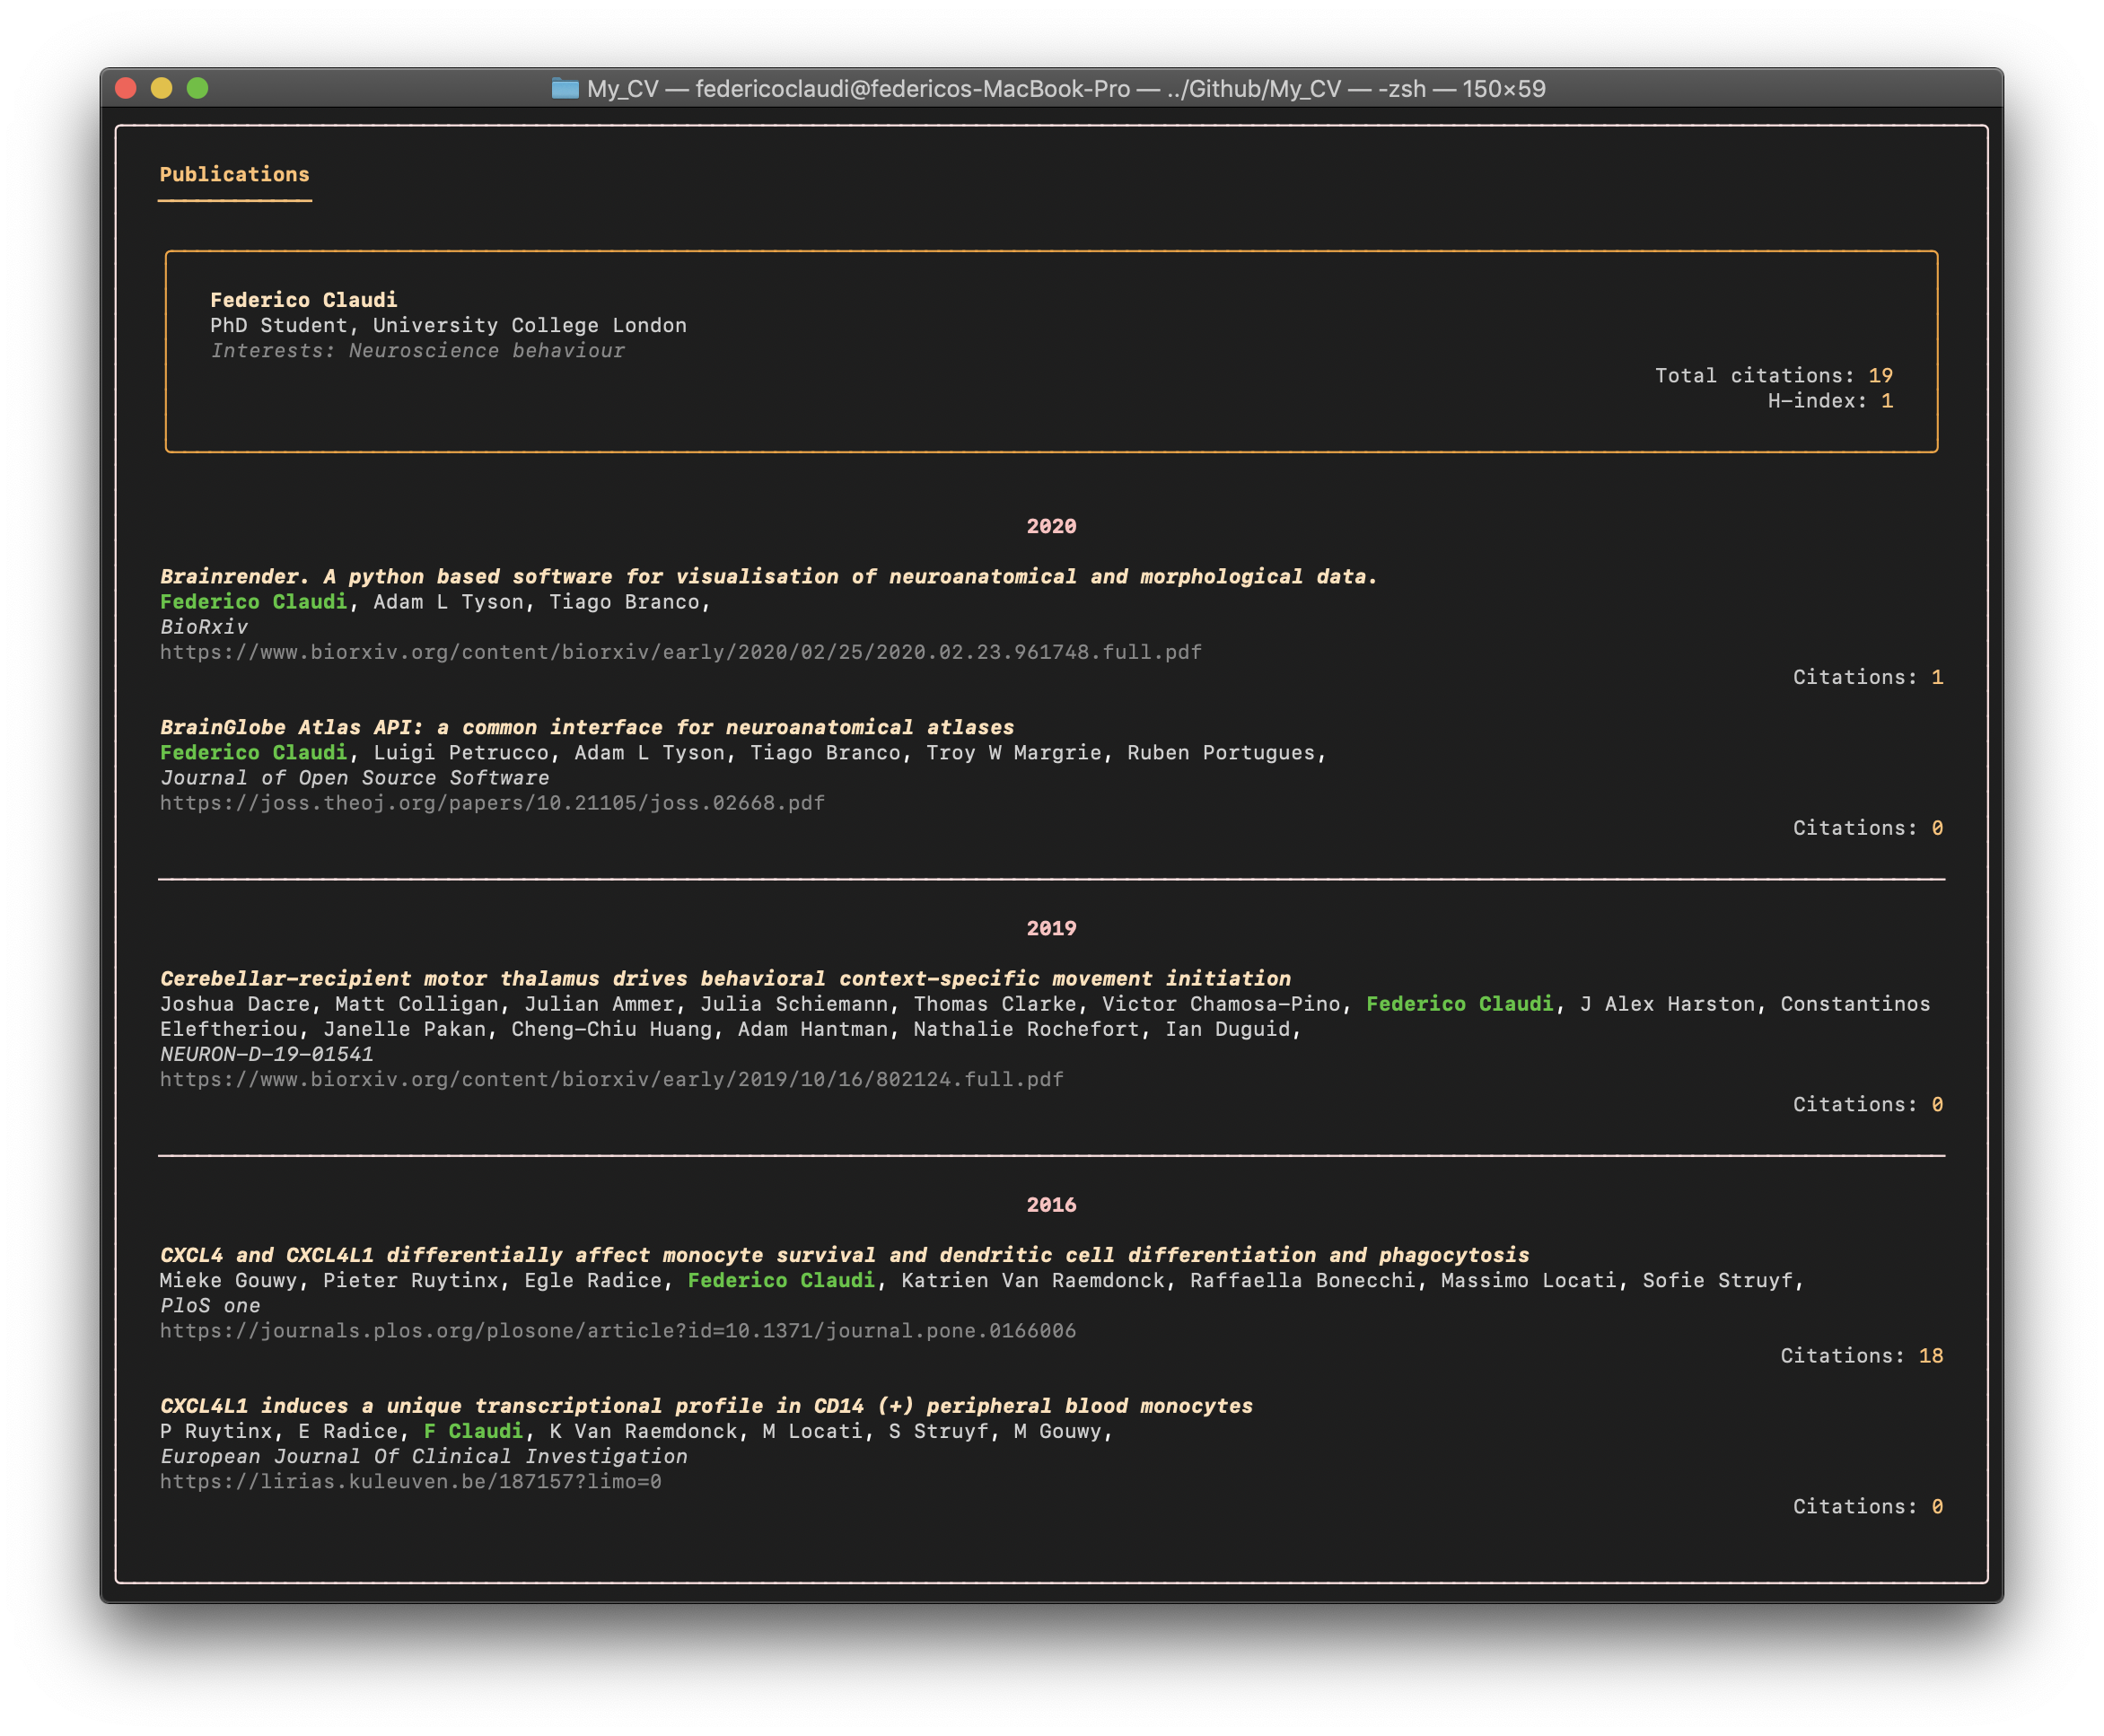 My_CV — federicoclaudi@federicos-MacBook-Pro — ../Github/My_CV — -zsh — 150×59
Publications
Federico Claudi
PhD Student, University College London
Interests: Neuroscience behaviour
Total citations: 19
H-index: 1
2020
Brainrender. A python based software for visualisation of neuroanatomical and morphological data.
Federico Claudi, Adam L Tyson, Tiago Branco,
BioRxiv
https://www.biorxiv.org/content/biorxiv/early/2020/02/25/2020.02.23.961748.full.pdf
Citations: 1
BrainGlobe Atlas API: a common interface for neuroanatomical atlases
Federico Claudi, Luigi Petrucco, Adam L Tyson, Tiago Branco, Troy W Margrie, Ruben Portugues,
Journal of Open Source Software
https://joss.theoj.org/papers/10.21105/joss.02668.pdf
Citations: 0
2019
Cerebellar-recipient motor thalamus drives behavioral context-specific movement initiation
Joshua Dacre, Matt Colligan, Julian Ammer, Julia Schiemann, Thomas Clarke, Victor Chamosa-Pino, Federico Claudi, J Alex Harston, Constantinos
Eleftheriou, Janelle Pakan, Cheng-Chiu Huang, Adam Hantman, Nathalie Rochefort, Ian Duguid,
NEURON-D-19-01541
https://www.biorxiv.org/content/biorxiv/early/2019/10/16/802124.full.pdf
Citations: 0
2016
CXCL4 and CXCL4L1 differentially affect monocyte survival and dendritic cell differentiation and phagocytosis
Mieke Gouwy, Pieter Ruytinx, Egle Radice, Federico Claudi, Katrien Van Raemdonck, Raffaella Bonecchi, Massimo Locati, Sofie Struyf,
PloS one
https://journals.plos.org/plosone/article?id=10.1371/journal.pone.0166006
Citations: 18
CXCL4L1 induces a unique transcriptional profile in CD14 (+) peripheral blood monocytes
P Ruytinx, E Radice, F Claudi, K Van Raemdonck, M Locati, S Struyf, M Gouwy,
European Journal Of Clinical Investigation
https://lirias.kuleuven.be/187157?limo=0
Citations: 0